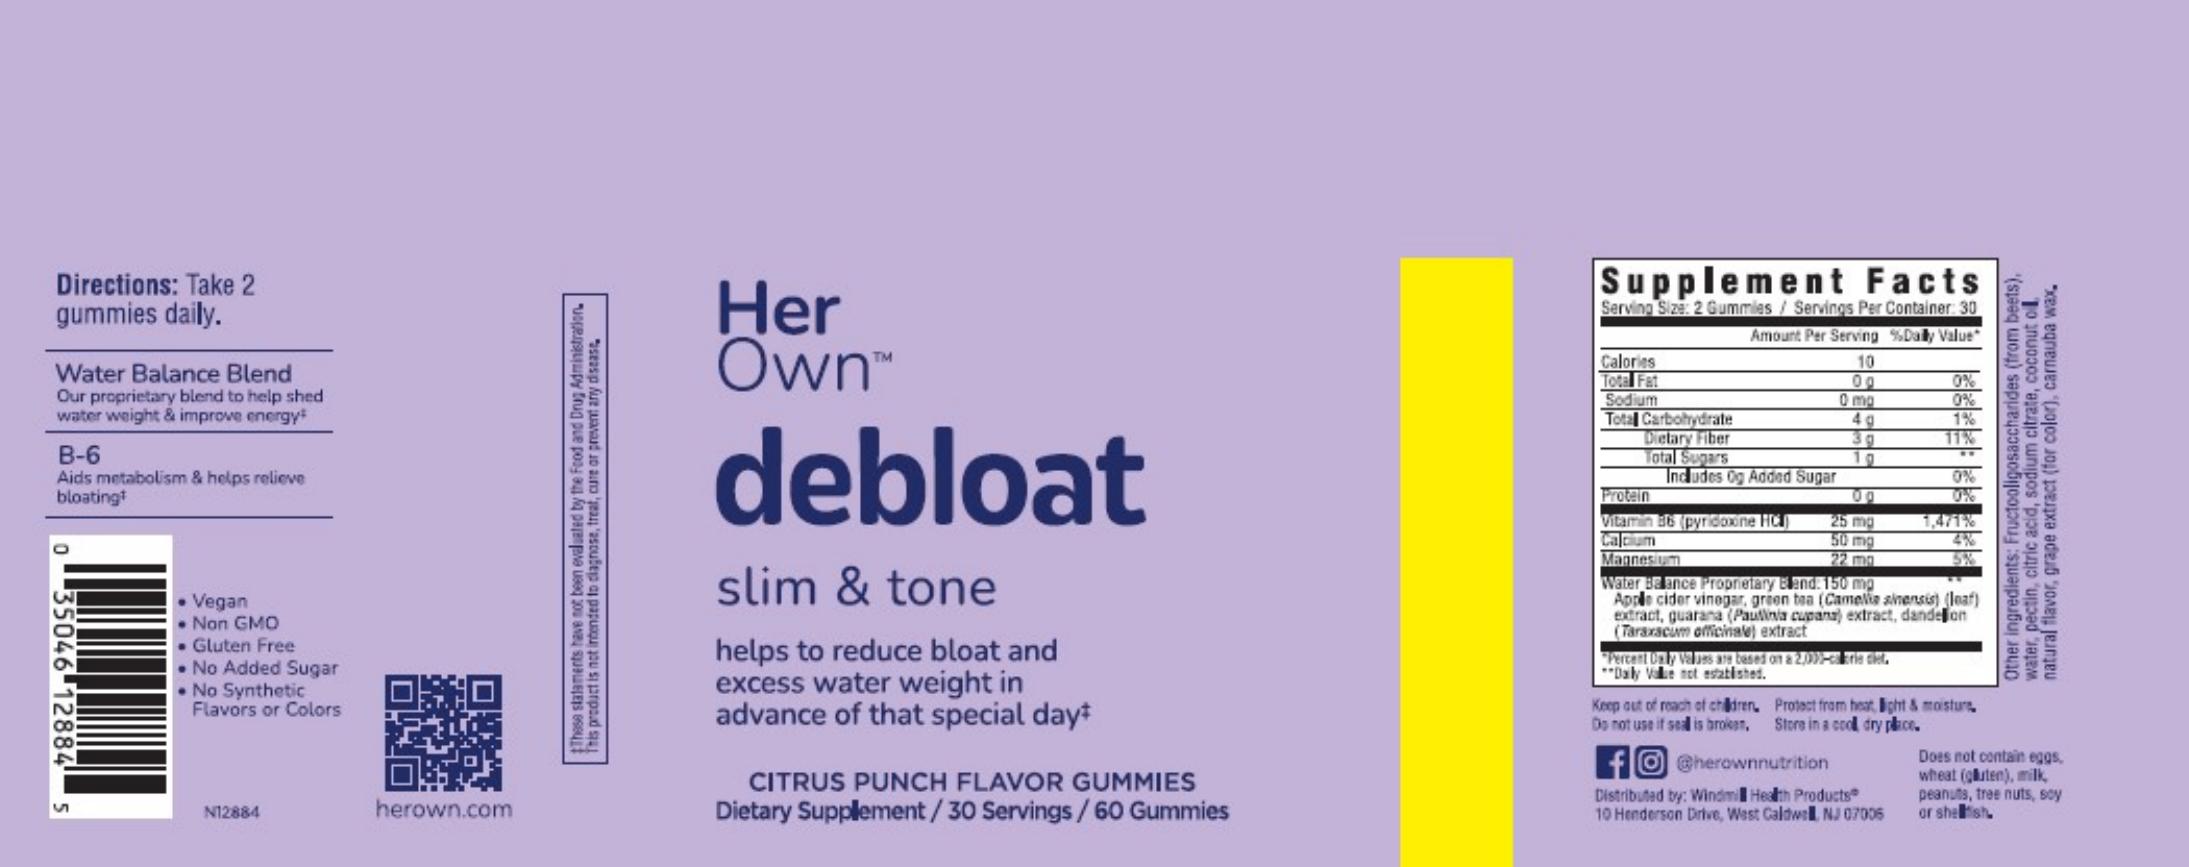 Directions: Take 2
gummies daily.
Water Balance Blend
Our proprietary blend to help shed
water weight & improve energy‡
B-6
Aids metabolism & helps relieve
bloating‡
0 35046 12884 5
• Vegan
• Non GMO
• Gluten Free
• No Added Sugar
• No Synthetic
Flavors or Colors
N12884
herown.com
‡These statements have not been evaluated by the Food and Drug Administration.
This product is not intended to diagnose, treat, cure or prevent any disease.
Her
Own™
debloat
slim & tone
helps to reduce bloat and
excess water weight in
advance of that special day‡
CITRUS PUNCH FLAVOR GUMMIES
Dietary Supplement / 30 Servings / 60 Gummies
Supplement Facts
Serving Size: 2 Gummies / Servings Per Container: 30
Amount Per Serving %Daily Value*
Calories 10
Total Fat 0 g 0%
Sodium 0 mg 0%
Total Carbohydrate 4 g 1%
Dietary Fiber 3 g 11%
Total Sugars 1 g **
Includes 0g Added Sugar 0%
Protein 0 g 0%
Vitamin B6 (pyridoxine HCl) 25 mg 1,471%
Calcium 50 mg 4%
Magnesium 22 mg 5%
Water Balance Proprietary Blend: 150 mg **
Apple cider vinegar, green tea (Camellia sinensis) (leaf)
extract, guarana (Paullinia cupana) extract, dandelion
(Taraxacum officinale) extract
*Percent Daily Values are based on a 2,000-calorie diet.
**Daily Value not established.
Other ingredients: Fructooligosaccharides (from beets),
water, pectin, citric acid, sodium citrate, coconut oil,
natural flavor, grape extract (for color), carnauba wax.
Keep out of reach of children. Protect from heat, light & moisture.
Do not use if seal is broken. Store in a cool, dry place.
@herownnutrition
Distributed by: Windmill Health Products®
10 Henderson Drive, West Caldwell, NJ 07006
Does not contain eggs,
wheat (gluten), milk,
peanuts, tree nuts, soy
or shellfish.